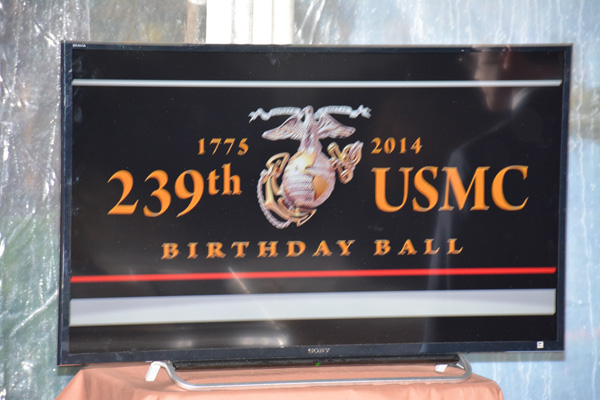 1775 2014
239th USMC
BIRTHDAY BALL
SONY